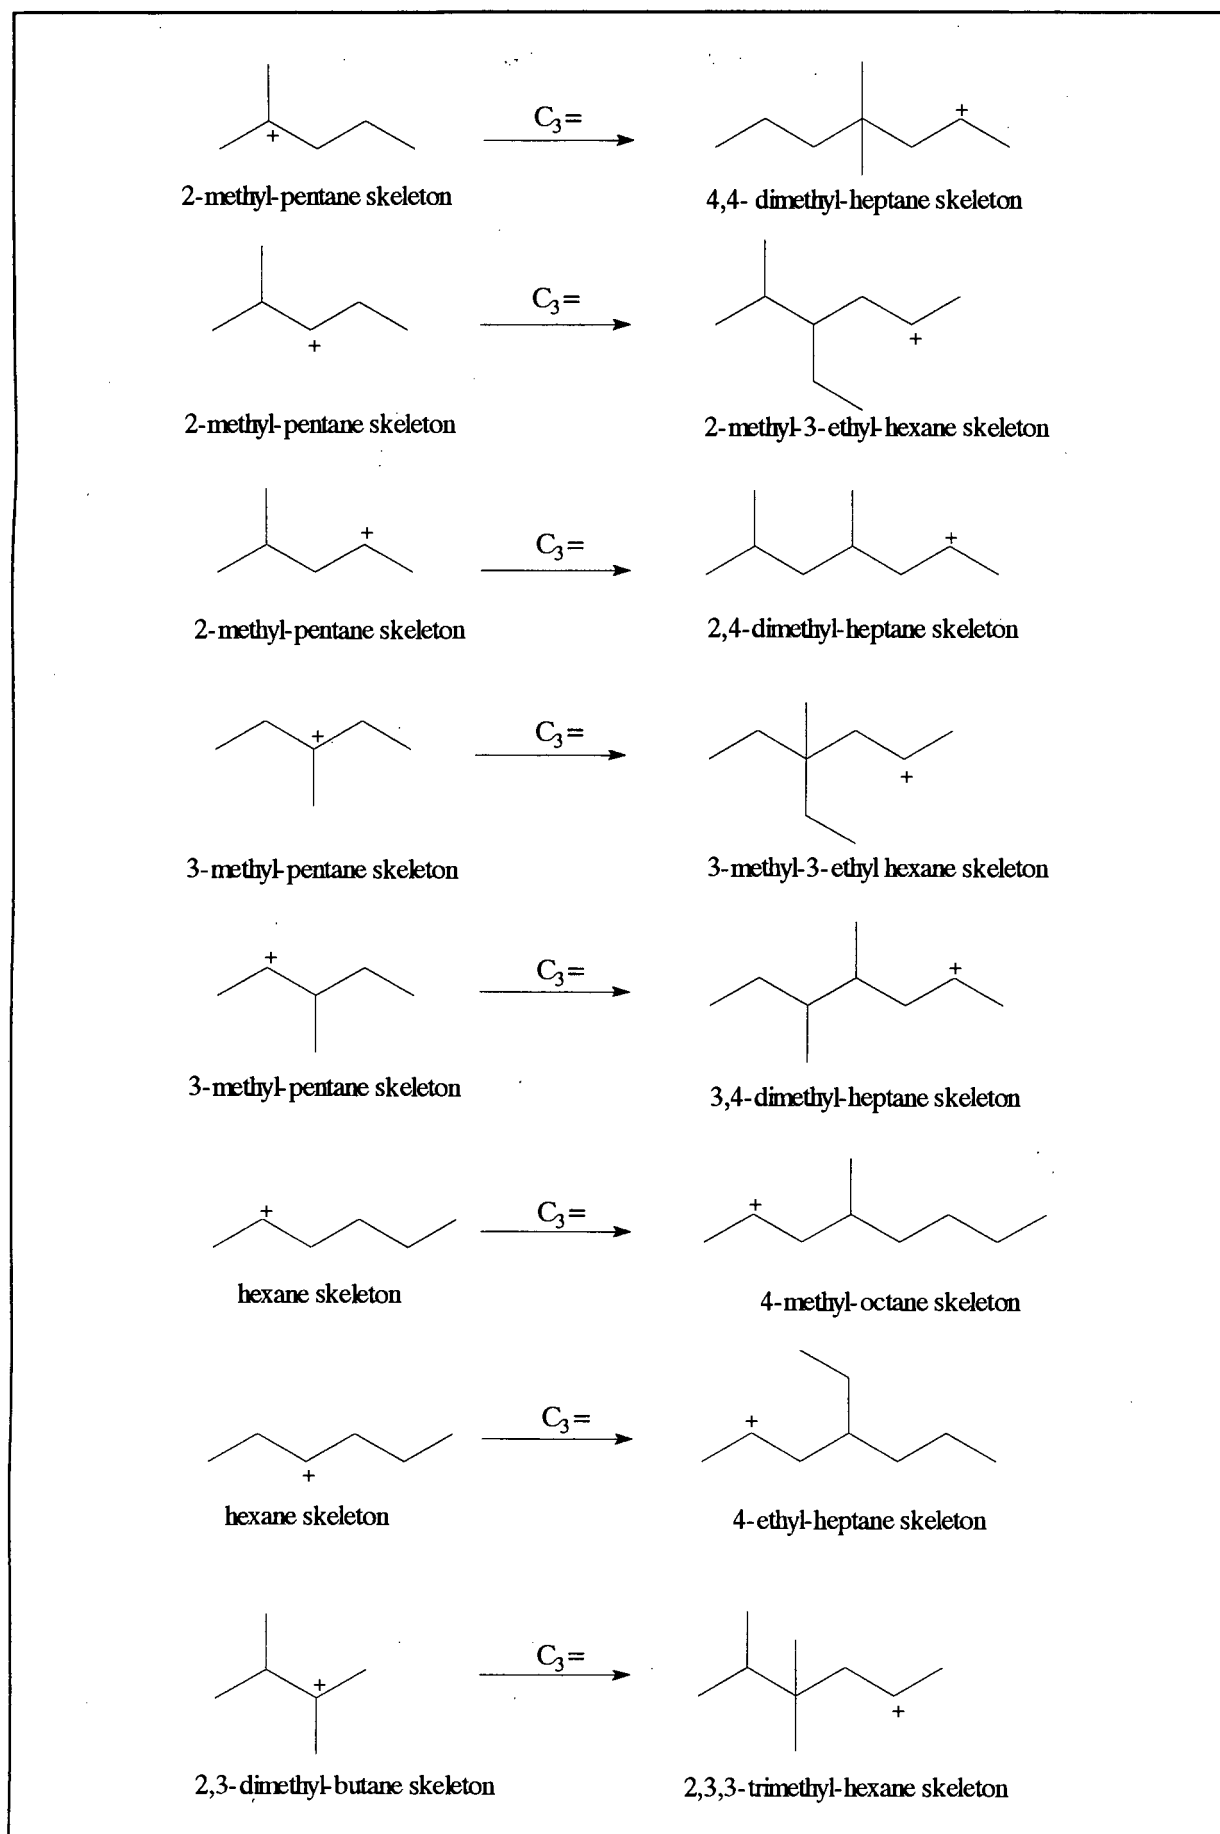 C3=
+
+
2-methyl-pentane skeleton
4,4- dimethyl-heptane skeleton
C3=
+
+
2-methyl-pentane skeleton
2-methyl-3-ethyl-hexane skeleton
+
C3=
+
2-methyl-pentane skeleton
2,4-dimethyl-heptane skeleton
+
C3=
+
3-methyl-pentane skeleton
3-methyl-3-ethyl hexane skeleton
+
C3=
+
3-methyl-pentane skeleton
3,4-dimethyl-heptane skeleton
+
C3=
+
hexane skeleton
4-methyl-octane skeleton
+
C3=
+
hexane skeleton
4-ethyl-heptane skeleton
+
C3=
+
2,3-dimethyl-butane skeleton
2,3,3-trimethyl-hexane skeleton